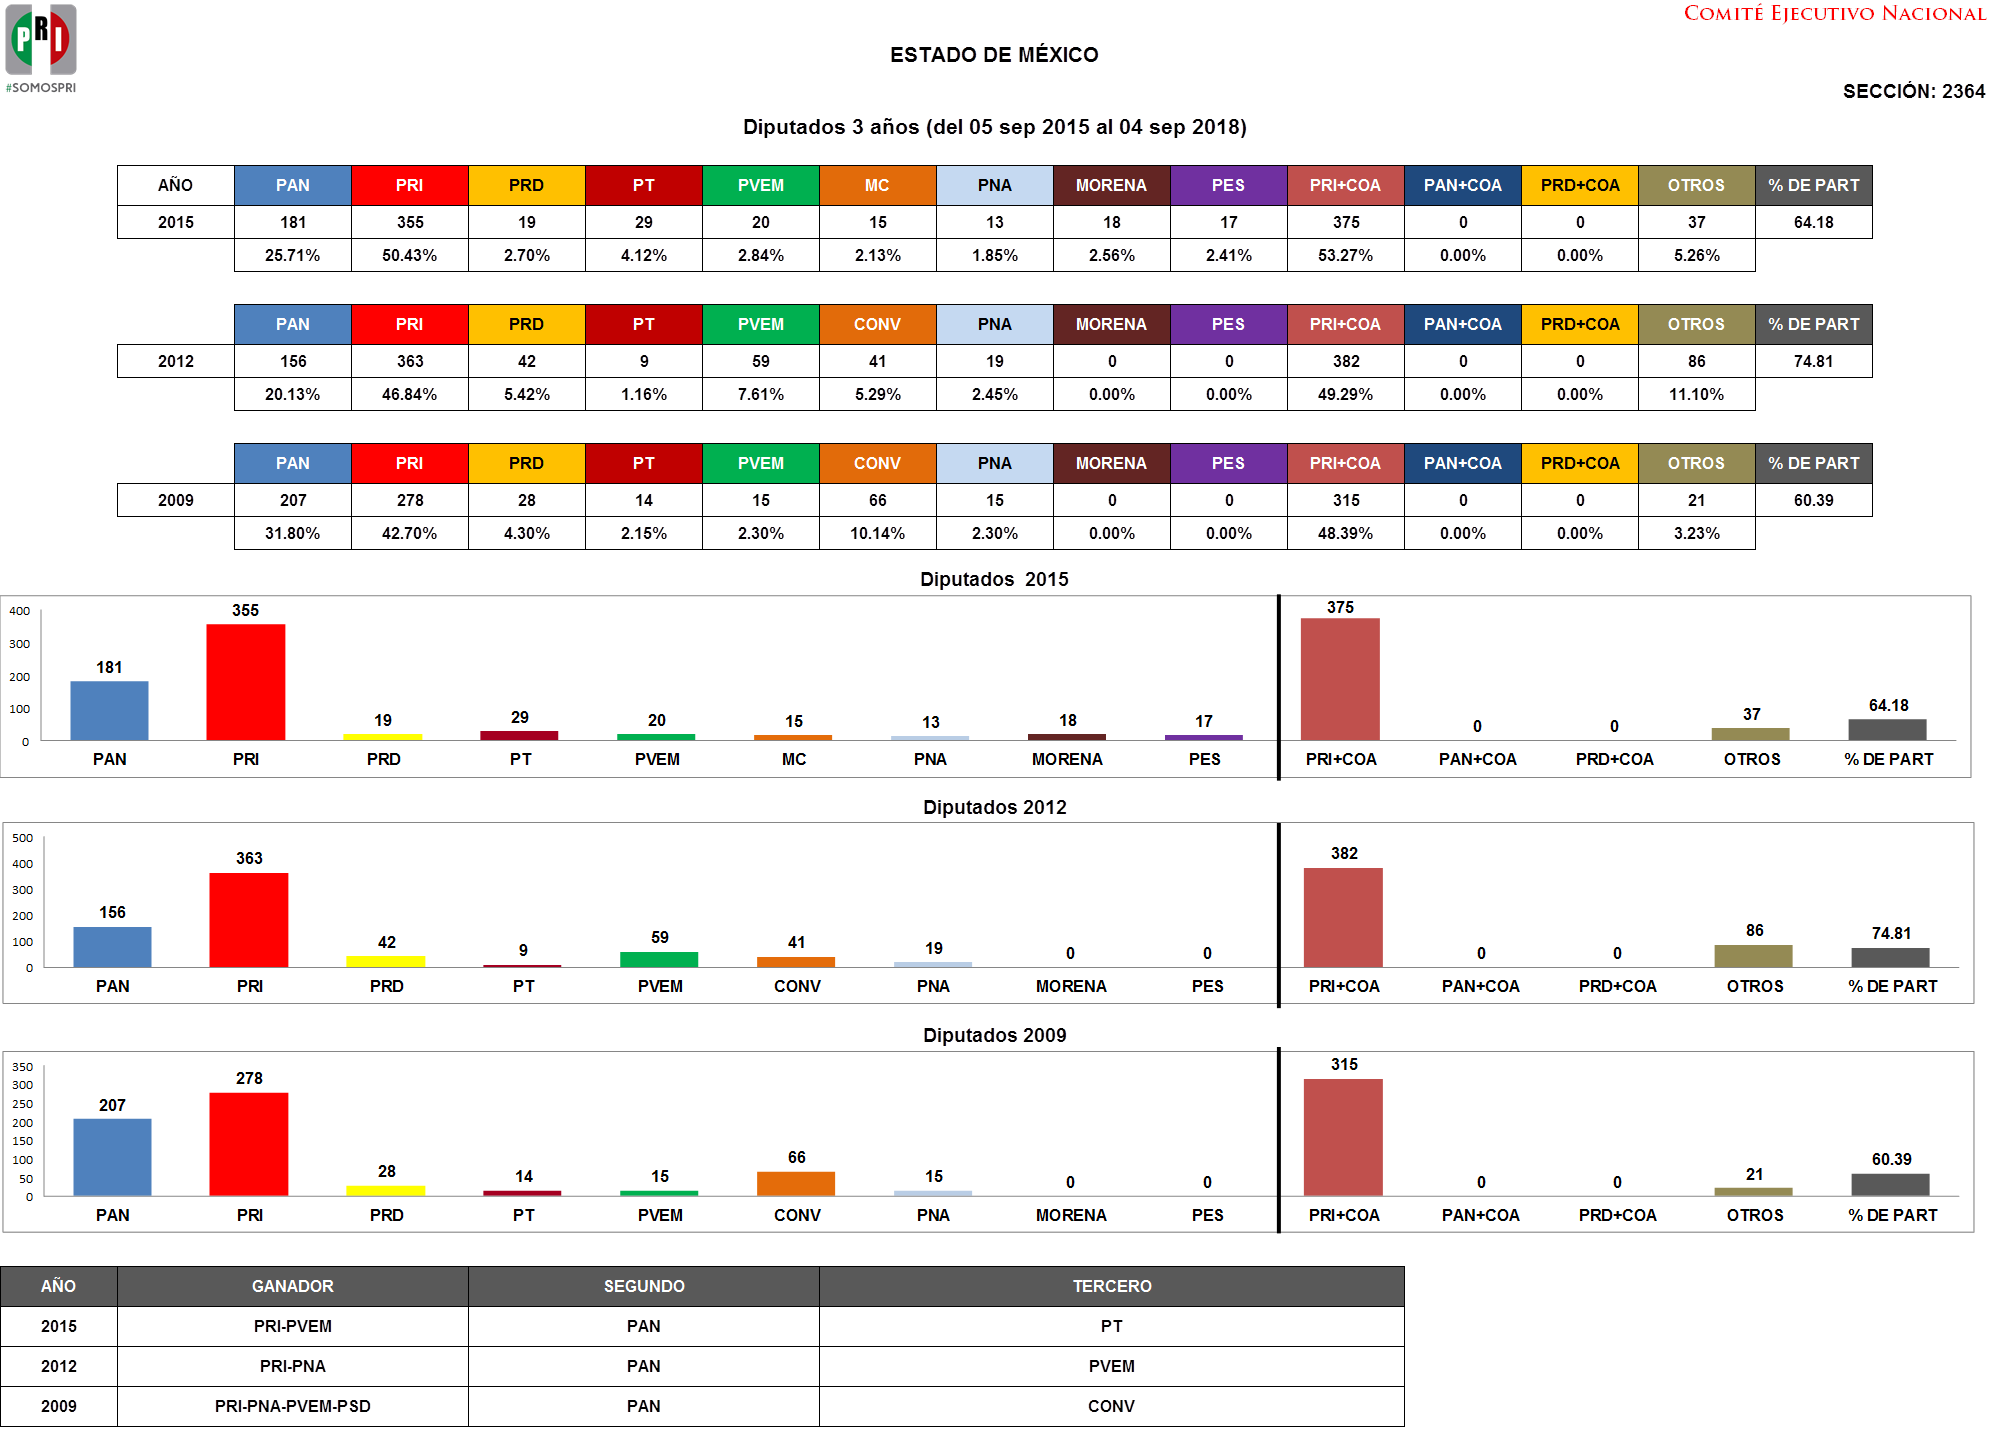 PRI
#SOMOSPRI
COMITÉ EJECUTIVO NACIONAL
ESTADO DE MÉXICO
SECCIÓN: 2364
Diputados 3 años (del 05 sep 2015 al 04 sep 2018)
AÑO PAN PRI PRD PT PVEM MC PNA MORENA PES PRI+COA PAN+COA PRD+COA OTROS % DE PART
2015 181 355 19 29 20 15 13 18 17 375 0 0 37 64.18
25.71% 50.43% 2.70% 4.12% 2.84% 2.13% 1.85% 2.56% 2.41% 53.27% 0.00% 0.00% 5.26%
PAN PRI PRD PT PVEM CONV PNA MORENA PES PRI+COA PAN+COA PRD+COA OTROS % DE PART
2012 156 363 42 9 59 41 19 0 0 382 0 0 86 74.81
20.13% 46.84% 5.42% 1.16% 7.61% 5.29% 2.45% 0.00% 0.00% 49.29% 0.00% 0.00% 11.10%
PAN PRI PRD PT PVEM CONV PNA MORENA PES PRI+COA PAN+COA PRD+COA OTROS % DE PART
2009 207 278 28 14 15 66 15 0 0 315 0 0 21 60.39
31.80% 42.70% 4.30% 2.15% 2.30% 10.14% 2.30% 0.00% 0.00% 48.39% 0.00% 0.00% 3.23%
Diputados 2015
400
300
200
100
0
181 355 19 29 20 15 13 18 17 375 0 0 37 64.18
PAN PRI PRD PT PVEM MC PNA MORENA PES PRI+COA PAN+COA PRD+COA OTROS % DE PART
Diputados 2012
500
400
300
200
100
0
156 363 42 9 59 41 19 0 0 382 0 0 86 74.81
PAN PRI PRD PT PVEM CONV PNA MORENA PES PRI+COA PAN+COA PRD+COA OTROS % DE PART
Diputados 2009
350
300
250
200
150
100
50
0
207 278 28 14 15 66 15 0 0 315 0 0 21 60.39
PAN PRI PRD PT PVEM CONV PNA MORENA PES PRI+COA PAN+COA PRD+COA OTROS % DE PART
AÑO GANADOR SEGUNDO TERCERO
2015 PRI-PVEM PAN PT
2012 PRI-PNA PAN PVEM
2009 PRI-PNA-PVEM-PSD PAN CONV